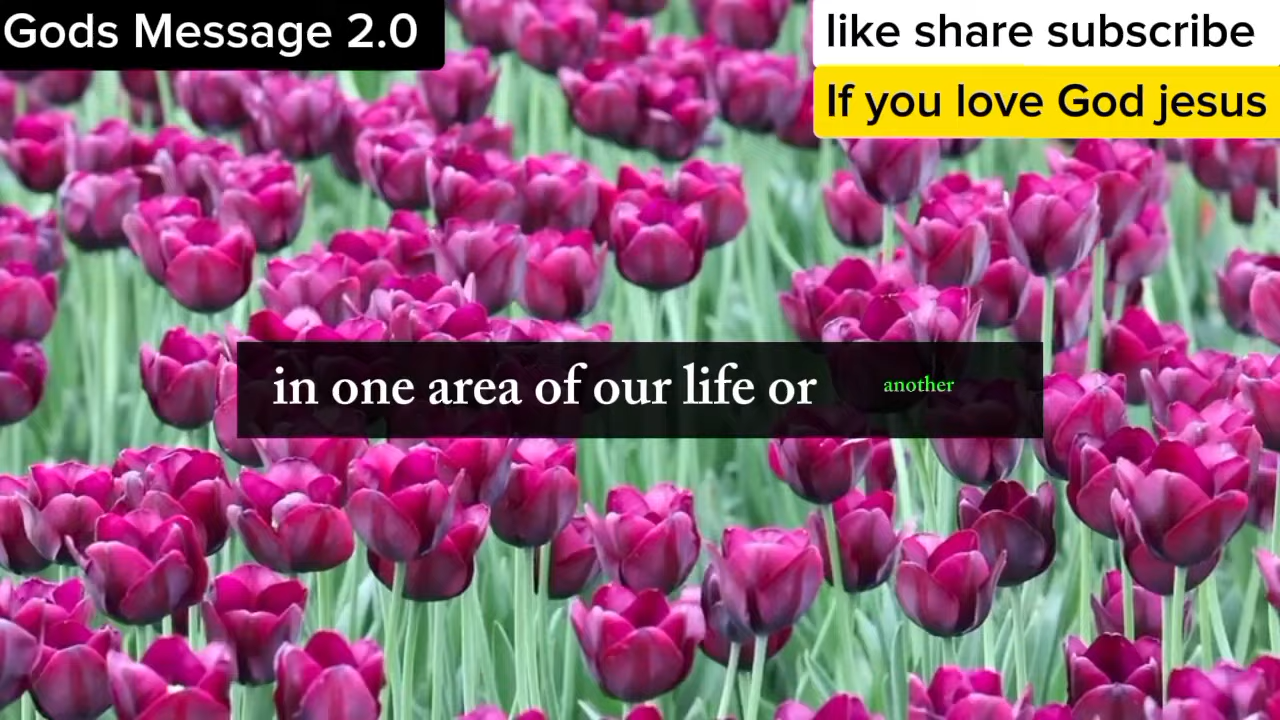 Gods Message 2.0
like share subscribe
If you love God jesus
in one area of our life or another